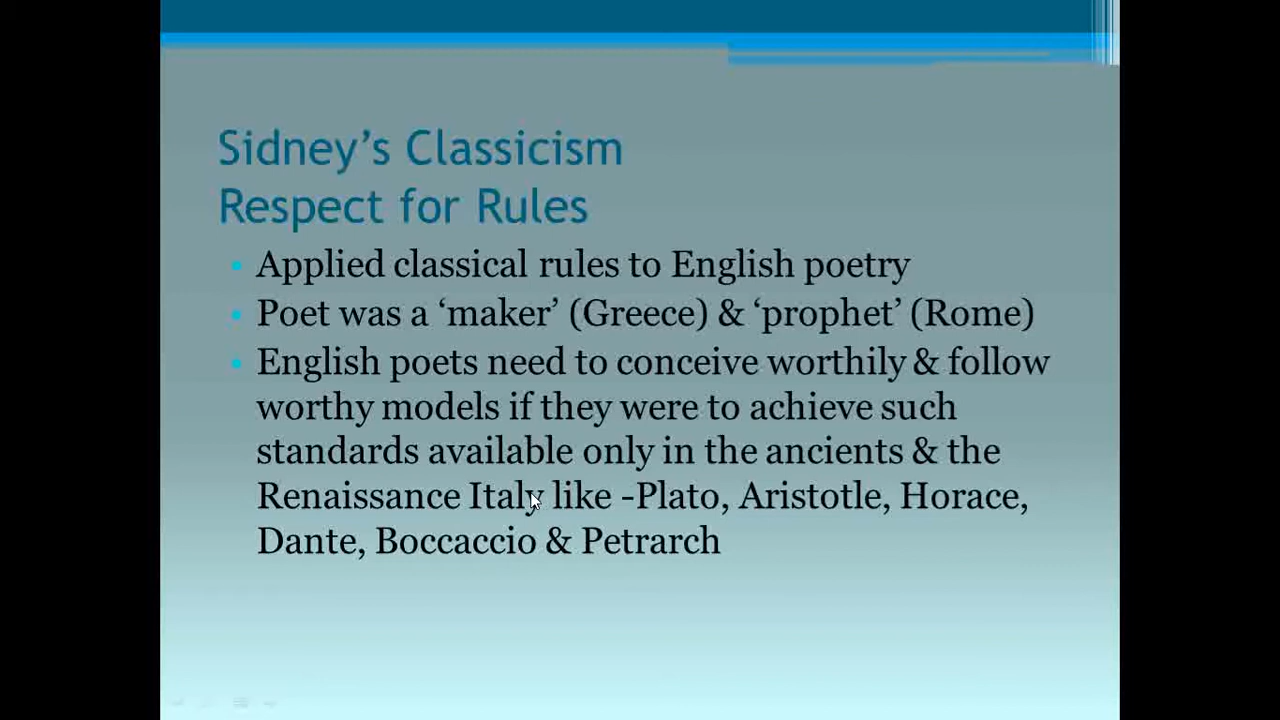 Sidney’s Classicism
Respect for Rules
• Applied classical rules to English poetry
• Poet was a ‘maker’ (Greece) & ‘prophet’ (Rome)
• English poets need to conceive worthily & follow
worthy models if they were to achieve such
standards available only in the ancients & the
Renaissance Italy like -Plato, Aristotle, Horace,
Dante, Boccaccio & Petrarch